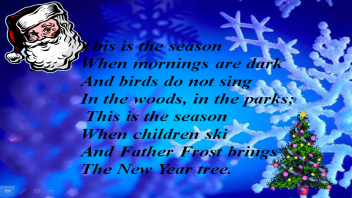 This is the season
When mornings are dark
And birds do not sing
In the woods, in the parks;
This is the season
When children ski
And Father Frost brings
The New Year tree.